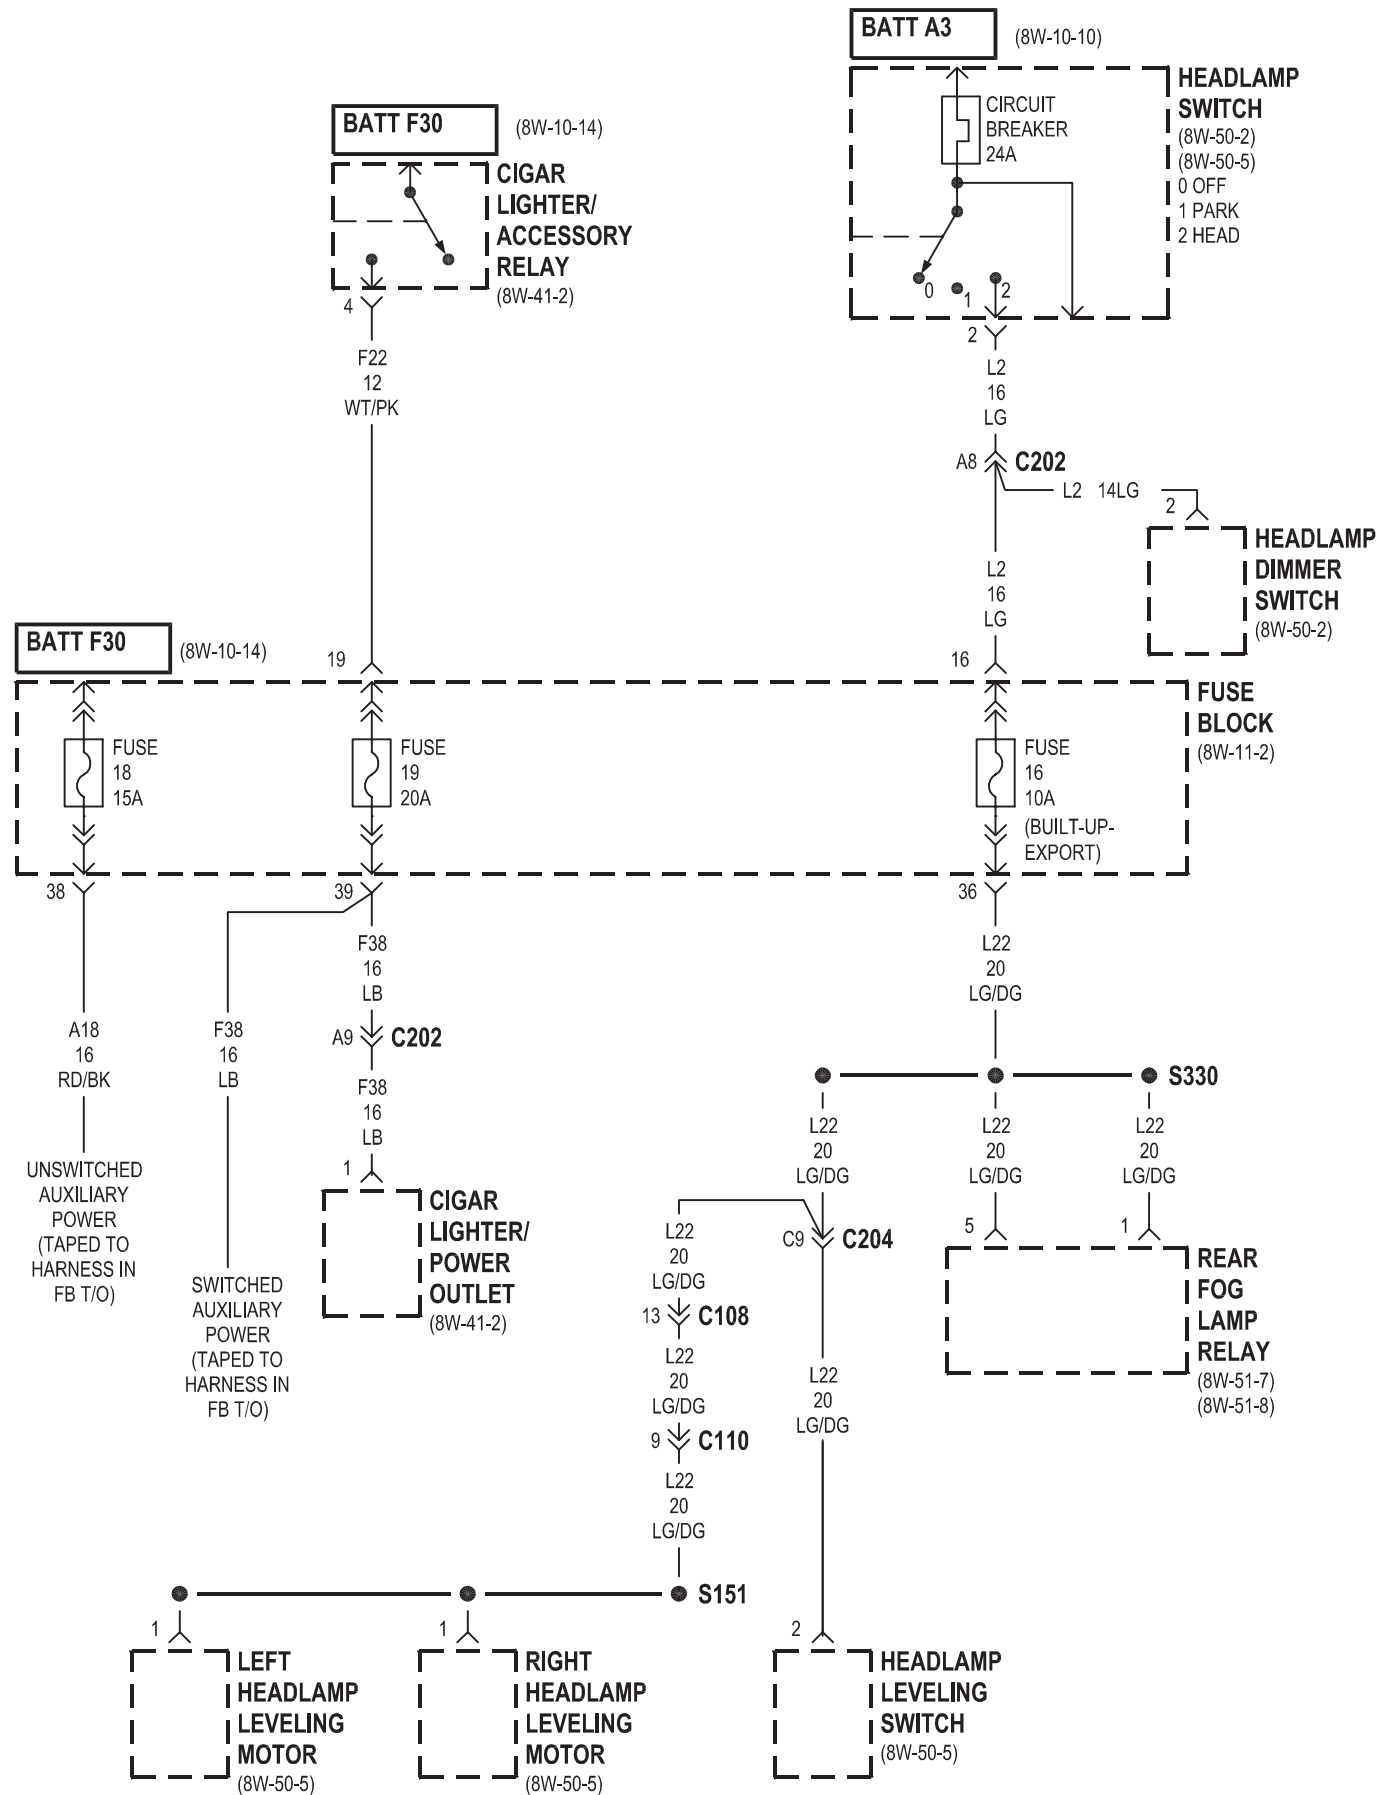 BATT A3
(8W-10-10)
HEADLAMP
SWITCH
(8W-50-2)
(8W-50-5)
0 OFF
1 PARK
2 HEAD
CIRCUIT
BREAKER
24A
0
1
2
2
L2
16
LG
A8
C202
L2 14LG
2
HEADLAMP
DIMMER
SWITCH
(8W-50-2)
L2
16
LG
16
BATT F30
(8W-10-14)
CIGAR
LIGHTER/
ACCESSORY
RELAY
(8W-41-2)
4
F22
12
WT/PK
19
BATT F30
(8W-10-14)
FUSE
BLOCK
(8W-11-2)
FUSE
18
15A
FUSE
19
20A
FUSE
16
10A
(BUILT-UP-
EXPORT)
38
39
36
A18
16
RD/BK
UNSWITCHED
AUXILIARY
POWER
(TAPED TO
HARNESS IN
FB T/O)
F38
16
LB
SWITCHED
AUXILIARY
POWER
(TAPED TO
HARNESS IN
FB T/O)
F38
16
LB
A9
C202
F38
16
LB
1
CIGAR
LIGHTER/
POWER
OUTLET
(8W-41-2)
L22
20
LG/DG
S330
L22
20
LG/DG
L22
20
LG/DG
L22
20
LG/DG
C9
C204
5
1
REAR
FOG
LAMP
RELAY
(8W-51-7)
(8W-51-8)
L22
20
LG/DG
13
C108
L22
20
LG/DG
9
C110
L22
20
LG/DG
L22
20
LG/DG
S151
1
LEFT
HEADLAMP
LEVELING
MOTOR
(8W-50-5)
1
RIGHT
HEADLAMP
LEVELING
MOTOR
(8W-50-5)
2
HEADLAMP
LEVELING
SWITCH
(8W-50-5)